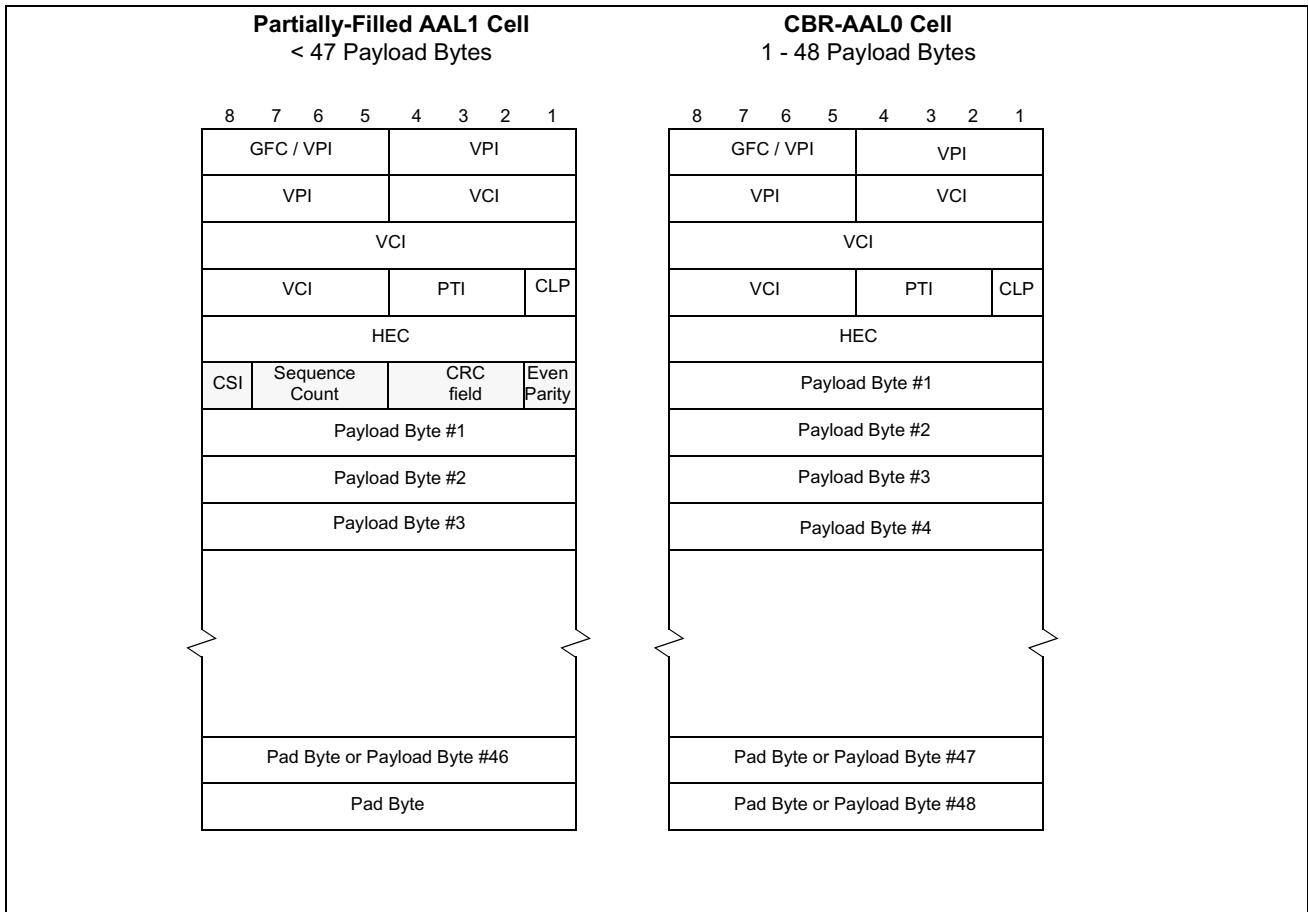 Partially-Filled AAL1 Cell
< 47 Payload Bytes
8 7 6 5 4 3 2 1
GFC / VPI VPI
VPI VCI
VCI
VCI PTI CLP
HEC
CSI Sequence Count CRC field Even Parity
Payload Byte #1
Payload Byte #2
Payload Byte #3
Pad Byte or Payload Byte #46
Pad Byte
CBR-AAL0 Cell
1 - 48 Payload Bytes
8 7 6 5 4 3 2 1
GFC / VPI VPI
VPI VCI
VCI
VCI PTI CLP
HEC
Payload Byte #1
Payload Byte #2
Payload Byte #3
Payload Byte #4
Pad Byte or Payload Byte #47
Pad Byte or Payload Byte #48